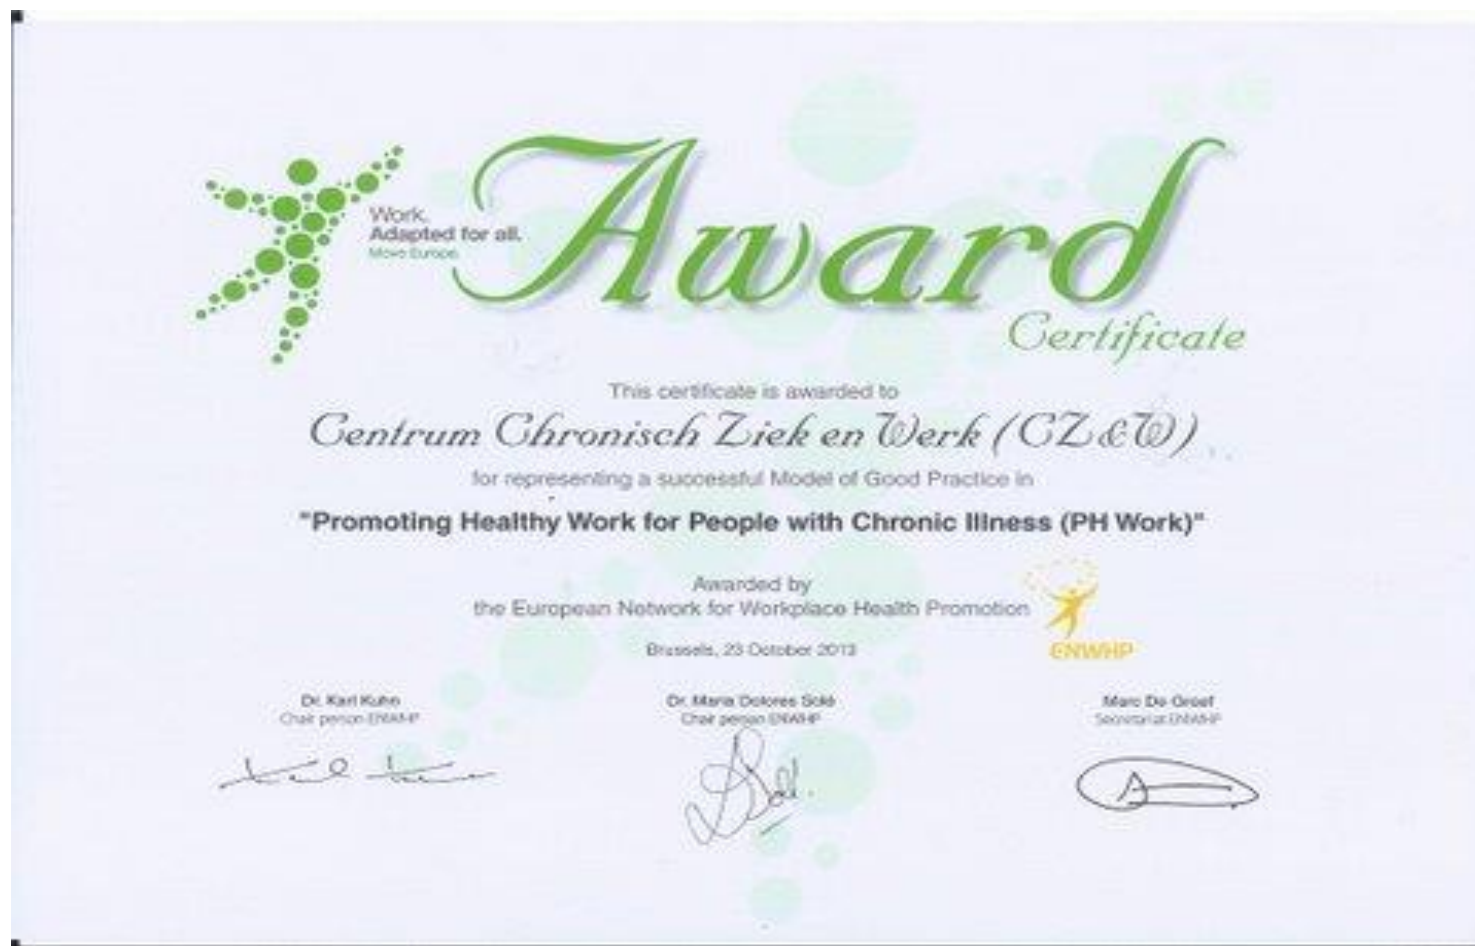 Work.
Adapted for all.
Move Europe.
Award
Certificate
This certificate is awarded to
Centrum Chronisch Ziek en Werk (CZ&W)
for representing a successful Model of Good Practice in
"Promoting Healthy Work for People with Chronic Illness (PH Work)"
Awarded by
the European Network for Workplace Health Promotion
ENWHP
Brussels, 23 October 2013
Dr. Karl Kuhn
Chair person ENWHP
Dr. Maria Dolores Solé
Chair person ENWHP
Marc De Greef
Secretariat ENWHP